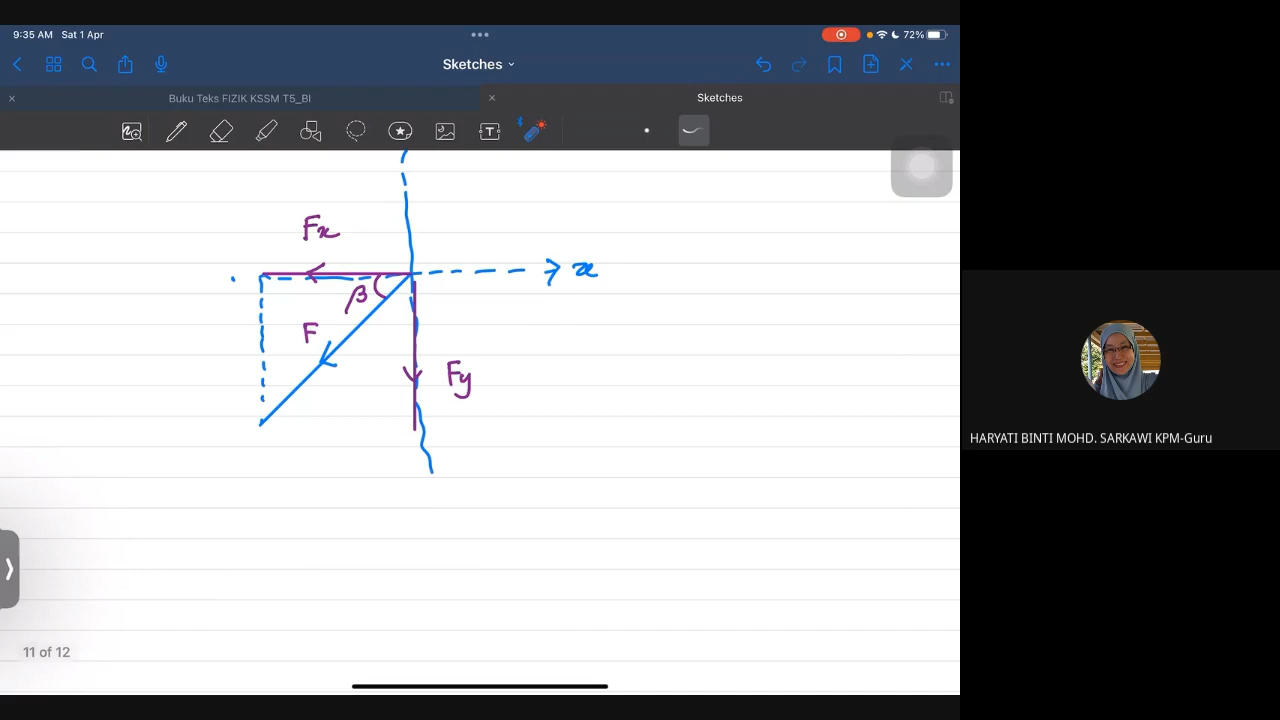 9:35 AM Sat 1 Apr
72%
Sketches
Buku Teks FIZIK KSSM T5_BI
Sketches
Fx
x
β
F
Fy
11 of 12
HARYATI BINTI MOHD. SARKAWI KPM-Guru